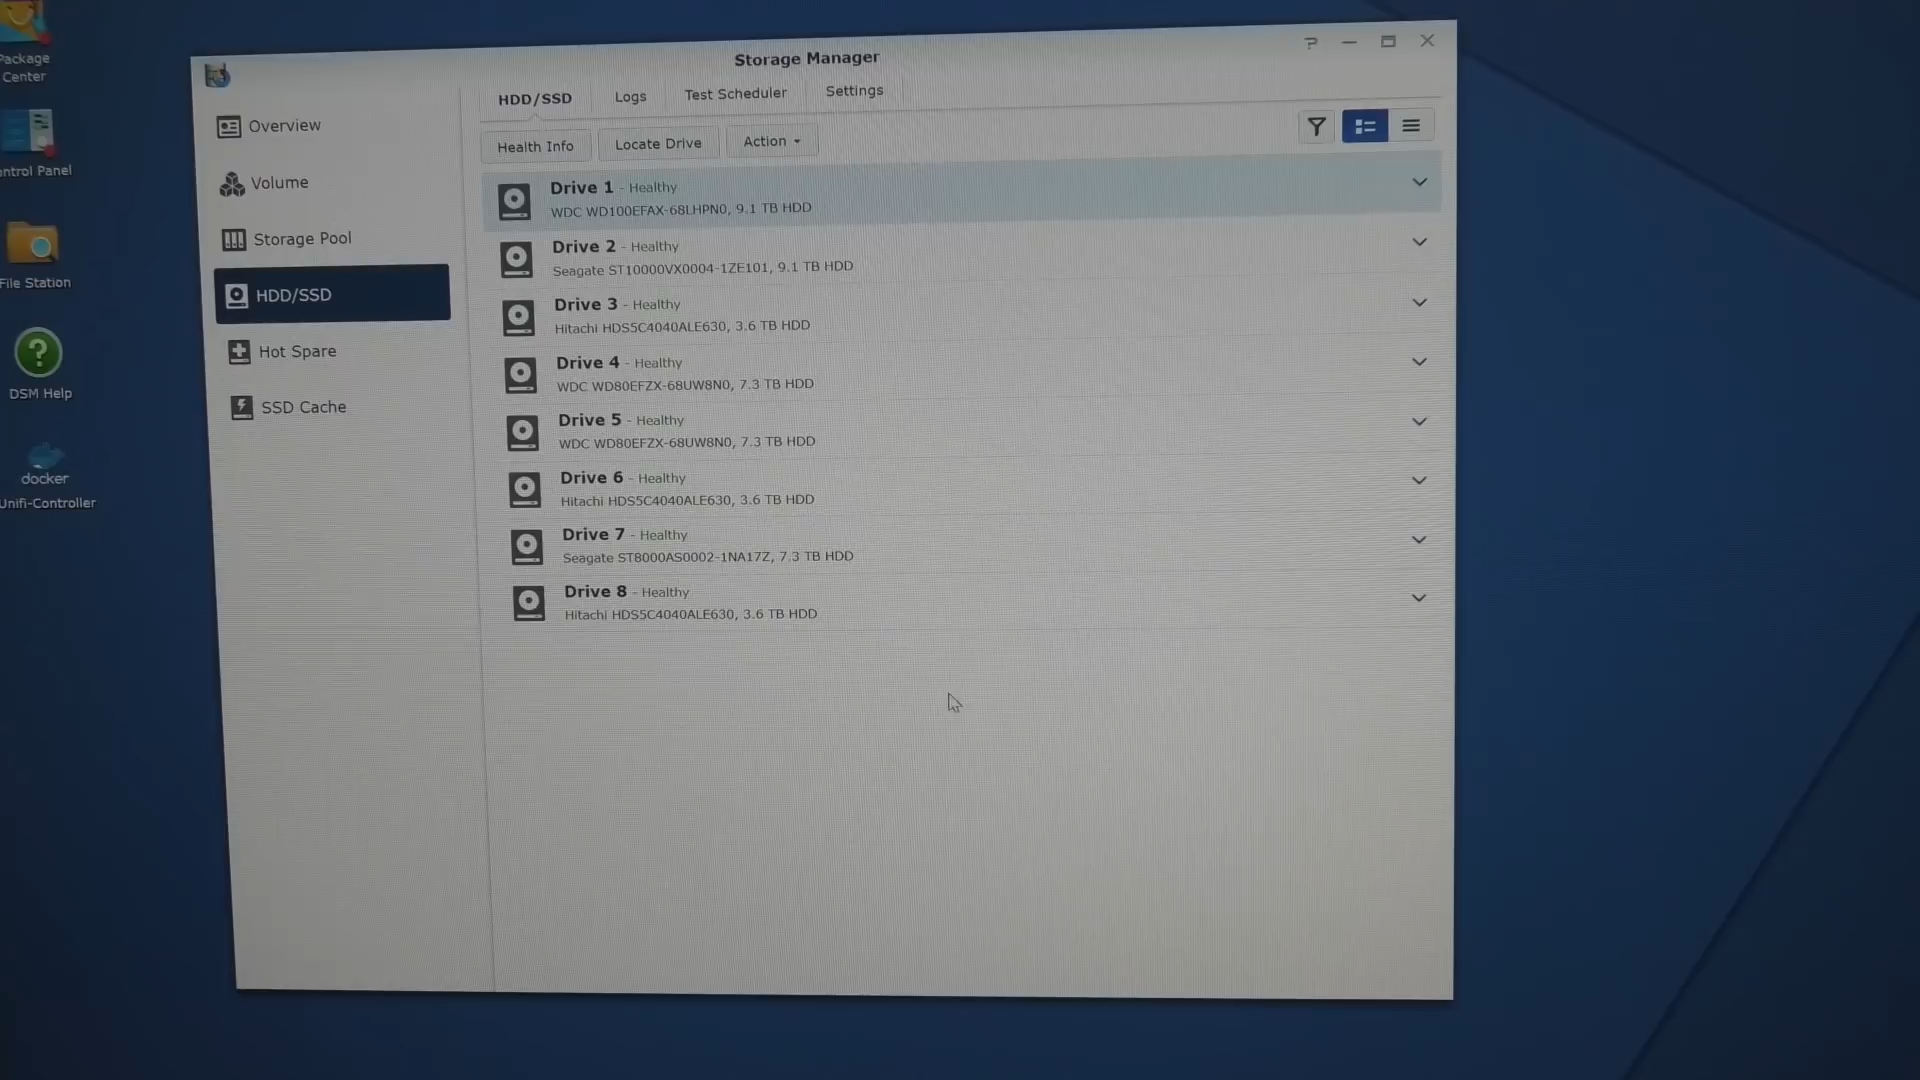 Package
Center
ntrol Panel
File Station
DSM Help
docker
Unifi-Controller
Storage Manager
Overview
Volume
Storage Pool
HDD/SSD
Hot Spare
SSD Cache
HDD/SSD Logs Test Scheduler Settings
Health Info Locate Drive Action
Drive 1 - Healthy
WDC WD100EFAX-68LHPN0, 9.1 TB HDD
Drive 2 - Healthy
Seagate ST10000VX0004-1ZE101, 9.1 TB HDD
Drive 3 - Healthy
Hitachi HDS5C4040ALE630, 3.6 TB HDD
Drive 4 - Healthy
WDC WD80EFZX-68UW8N0, 7.3 TB HDD
Drive 5 - Healthy
WDC WD80EFZX-68UW8N0, 7.3 TB HDD
Drive 6 - Healthy
Hitachi HDS5C4040ALE630, 3.6 TB HDD
Drive 7 - Healthy
Seagate ST8000AS0002-1NA17Z, 7.3 TB HDD
Drive 8 - Healthy
Hitachi HDS5C4040ALE630, 3.6 TB HDD